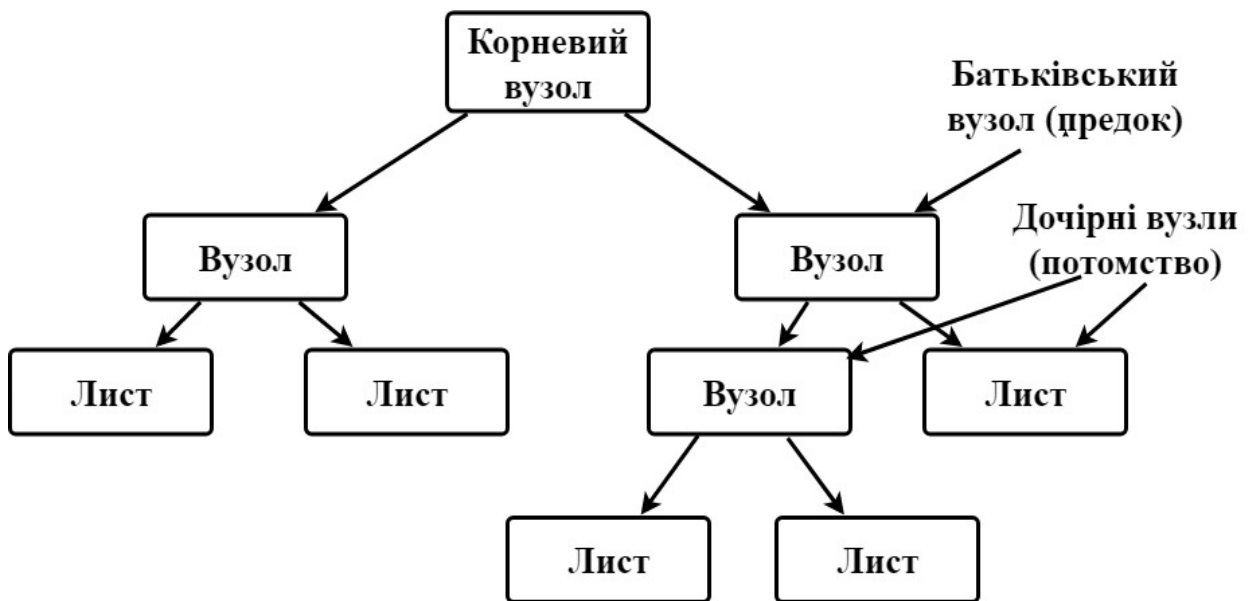 Корневий
вузол
Батьківський
вузол (предок)
Вузол
Вузол
Дочірні вузли
(потомство)
Лист
Лист
Вузол
Лист
Лист
Лист